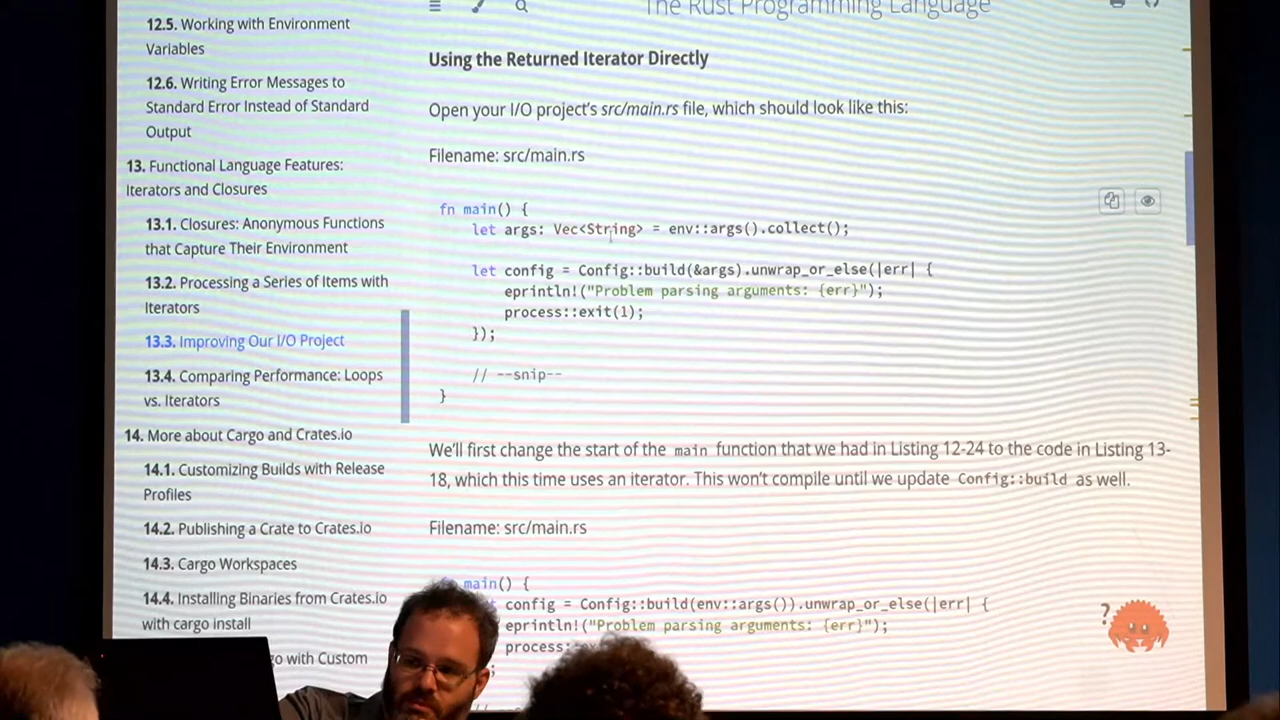 The Rust Programming Language
12.5. Working with Environment
Variables
12.6. Writing Error Messages to
Standard Error Instead of Standard
Output
13. Functional Language Features:
Iterators and Closures
13.1. Closures: Anonymous Functions
that Capture Their Environment
13.2. Processing a Series of Items with
Iterators
13.3. Improving Our I/O Project
13.4. Comparing Performance: Loops
vs. Iterators
14. More about Cargo and Crates.io
14.1. Customizing Builds with Release
Profiles
14.2. Publishing a Crate to Crates.io
14.3. Cargo Workspaces
14.4. Installing Binaries from Crates.io
with cargo install
go with Custom
Using the Returned Iterator Directly
Open your I/O project's src/main.rs file, which should look like this:
Filename: src/main.rs
fn main() {
let args: Vec<String> = env::args().collect();
let config = Config::build(&args).unwrap_or_else(|err| {
eprintln!("Problem parsing arguments: {err}");
process::exit(1);
});
// --snip--
}
We'll first change the start of the main function that we had in Listing 12-24 to the code in Listing 13-
18, which this time uses an iterator. This won't compile until we update Config::build as well.
Filename: src/main.rs
main() {
config = Config::build(env::args()).unwrap_or_else(|err| {
eprintln!("Problem parsing arguments: {err}");
process:
;
?